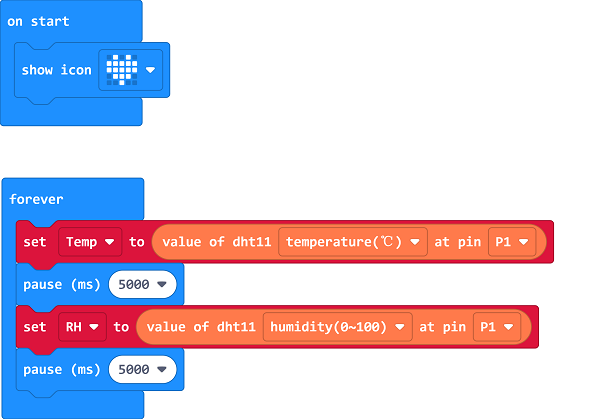 on start
show icon
forever
set Temp to value of dht11 temperature(℃) at pin P1
pause (ms) 5000
set RH to value of dht11 humidity(0~100) at pin P1
pause (ms) 5000